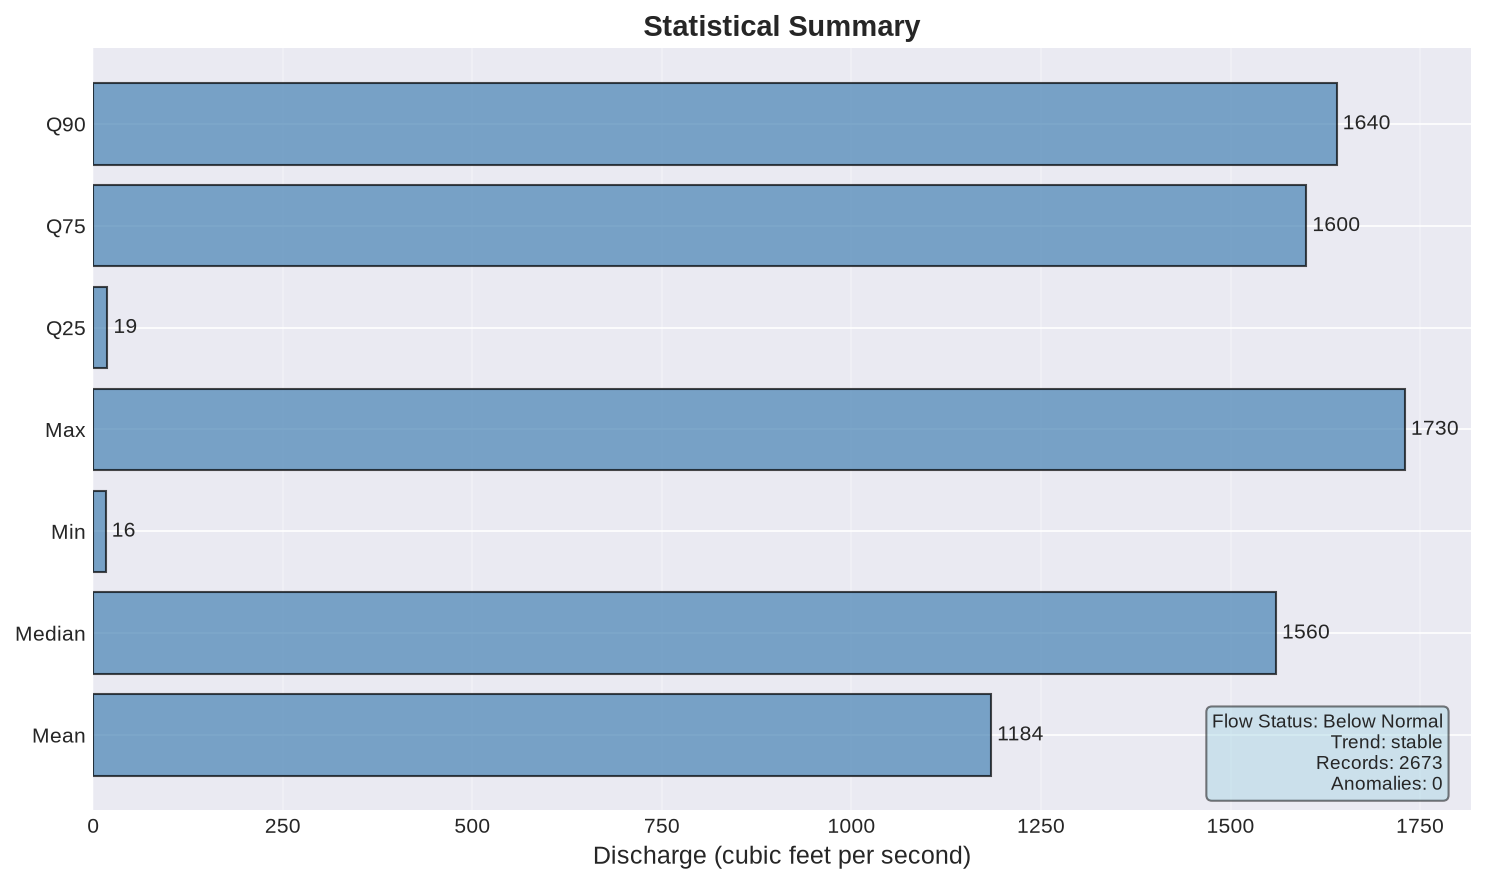 Statistical Summary
Q90
1640
Q75
1600
Q25
19
Max
1730
Min
16
Median
1560
Mean
1184
Flow Status: Below Normal
Trend: stable
Records: 2673
Anomalies: 0
0 250 500 750 1000 1250 1500 1750
Discharge (cubic feet per second)